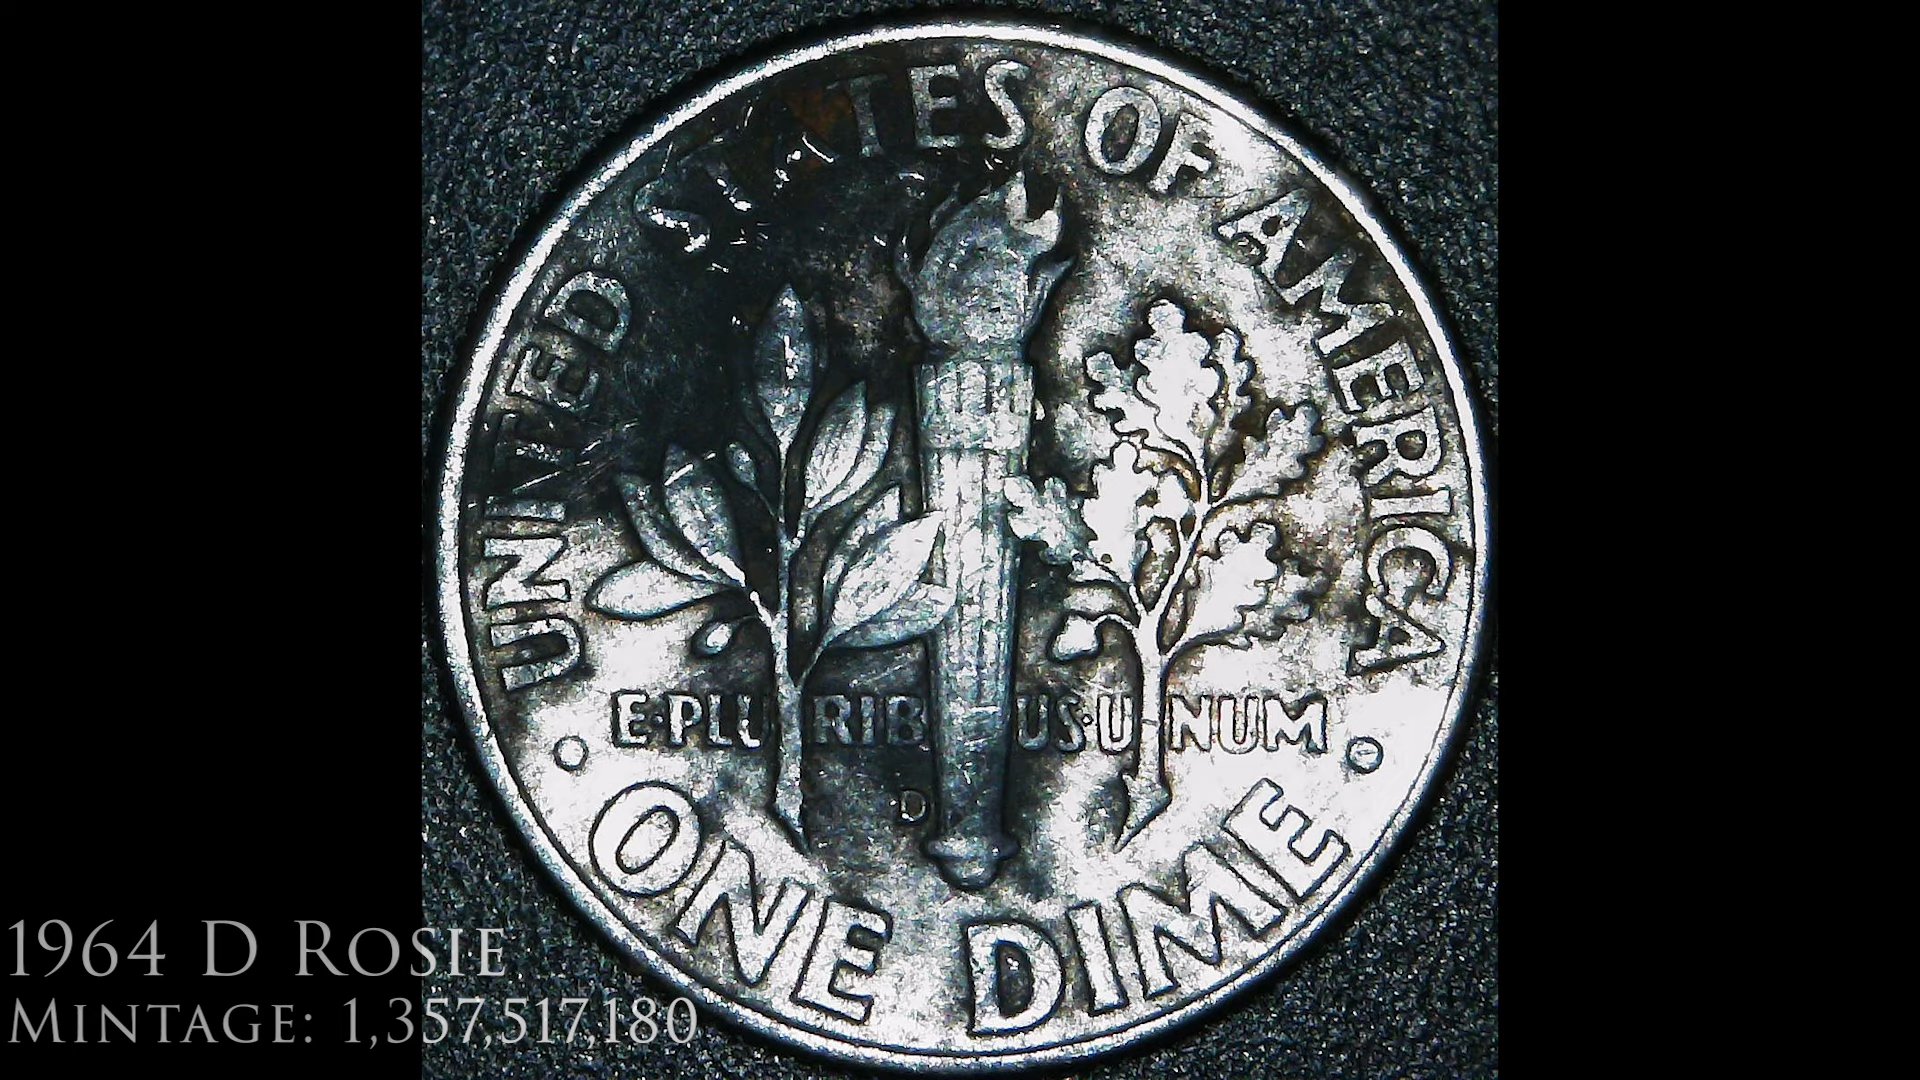 UNITED STATES OF AMERICA
E·PLURIBUS·UNUM
D
ONE DIME
1964 D ROSIE
MINTAGE: 1,357,517,180